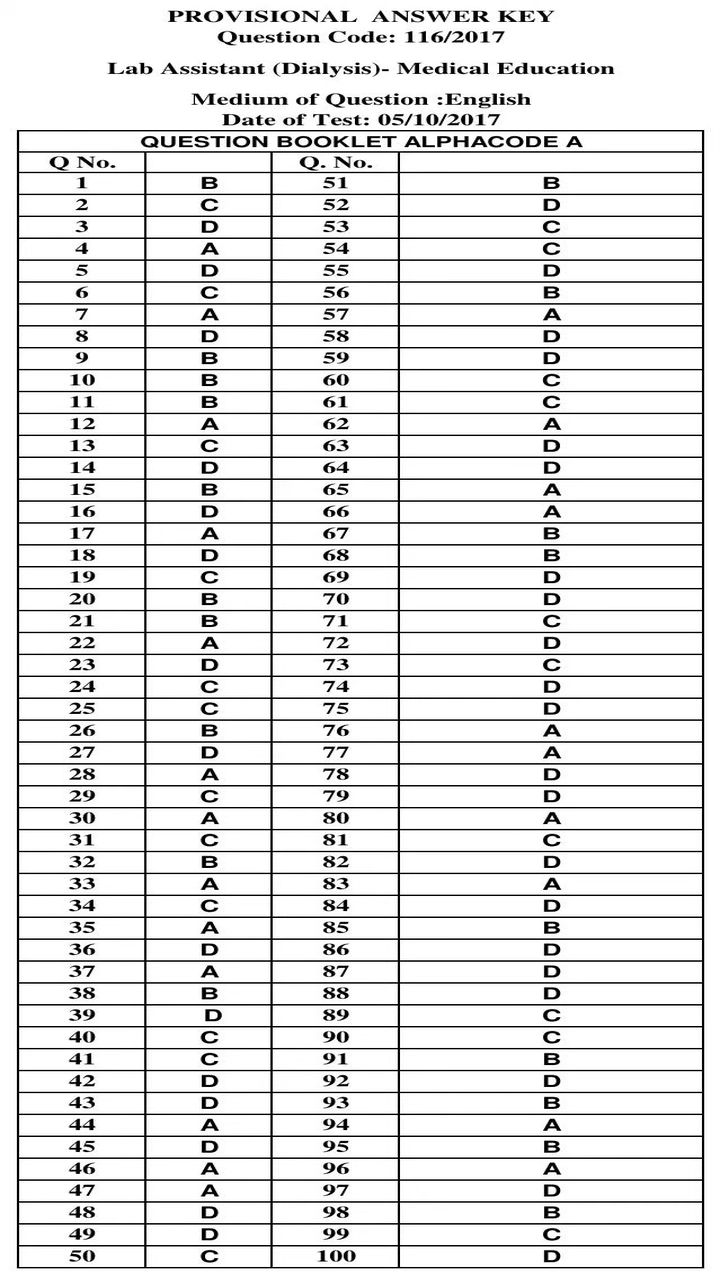 PROVISIONAL ANSWER KEY
Question Code: 116/2017
Lab Assistant (Dialysis)- Medical Education
Medium of Question :English
Date of Test: 05/10/2017
QUESTION BOOKLET ALPHACODE A
Q No. Q. No.
1 B 51 B
2 C 52 D
3 D 53 C
4 A 54 C
5 D 55 D
6 C 56 B
7 A 57 A
8 D 58 D
9 B 59 D
10 B 60 C
11 B 61 C
12 A 62 A
13 C 63 D
14 D 64 D
15 B 65 A
16 D 66 A
17 A 67 B
18 D 68 B
19 C 69 D
20 B 70 D
21 B 71 C
22 A 72 D
23 D 73 C
24 C 74 D
25 C 75 D
26 B 76 A
27 D 77 A
28 A 78 D
29 C 79 D
30 A 80 A
31 C 81 C
32 B 82 D
33 A 83 A
34 C 84 D
35 A 85 B
36 D 86 D
37 A 87 D
38 B 88 D
39 D 89 C
40 C 90 C
41 C 91 B
42 D 92 D
43 D 93 B
44 A 94 A
45 D 95 B
46 A 96 A
47 A 97 D
48 D 98 B
49 D 99 C
50 C 100 D